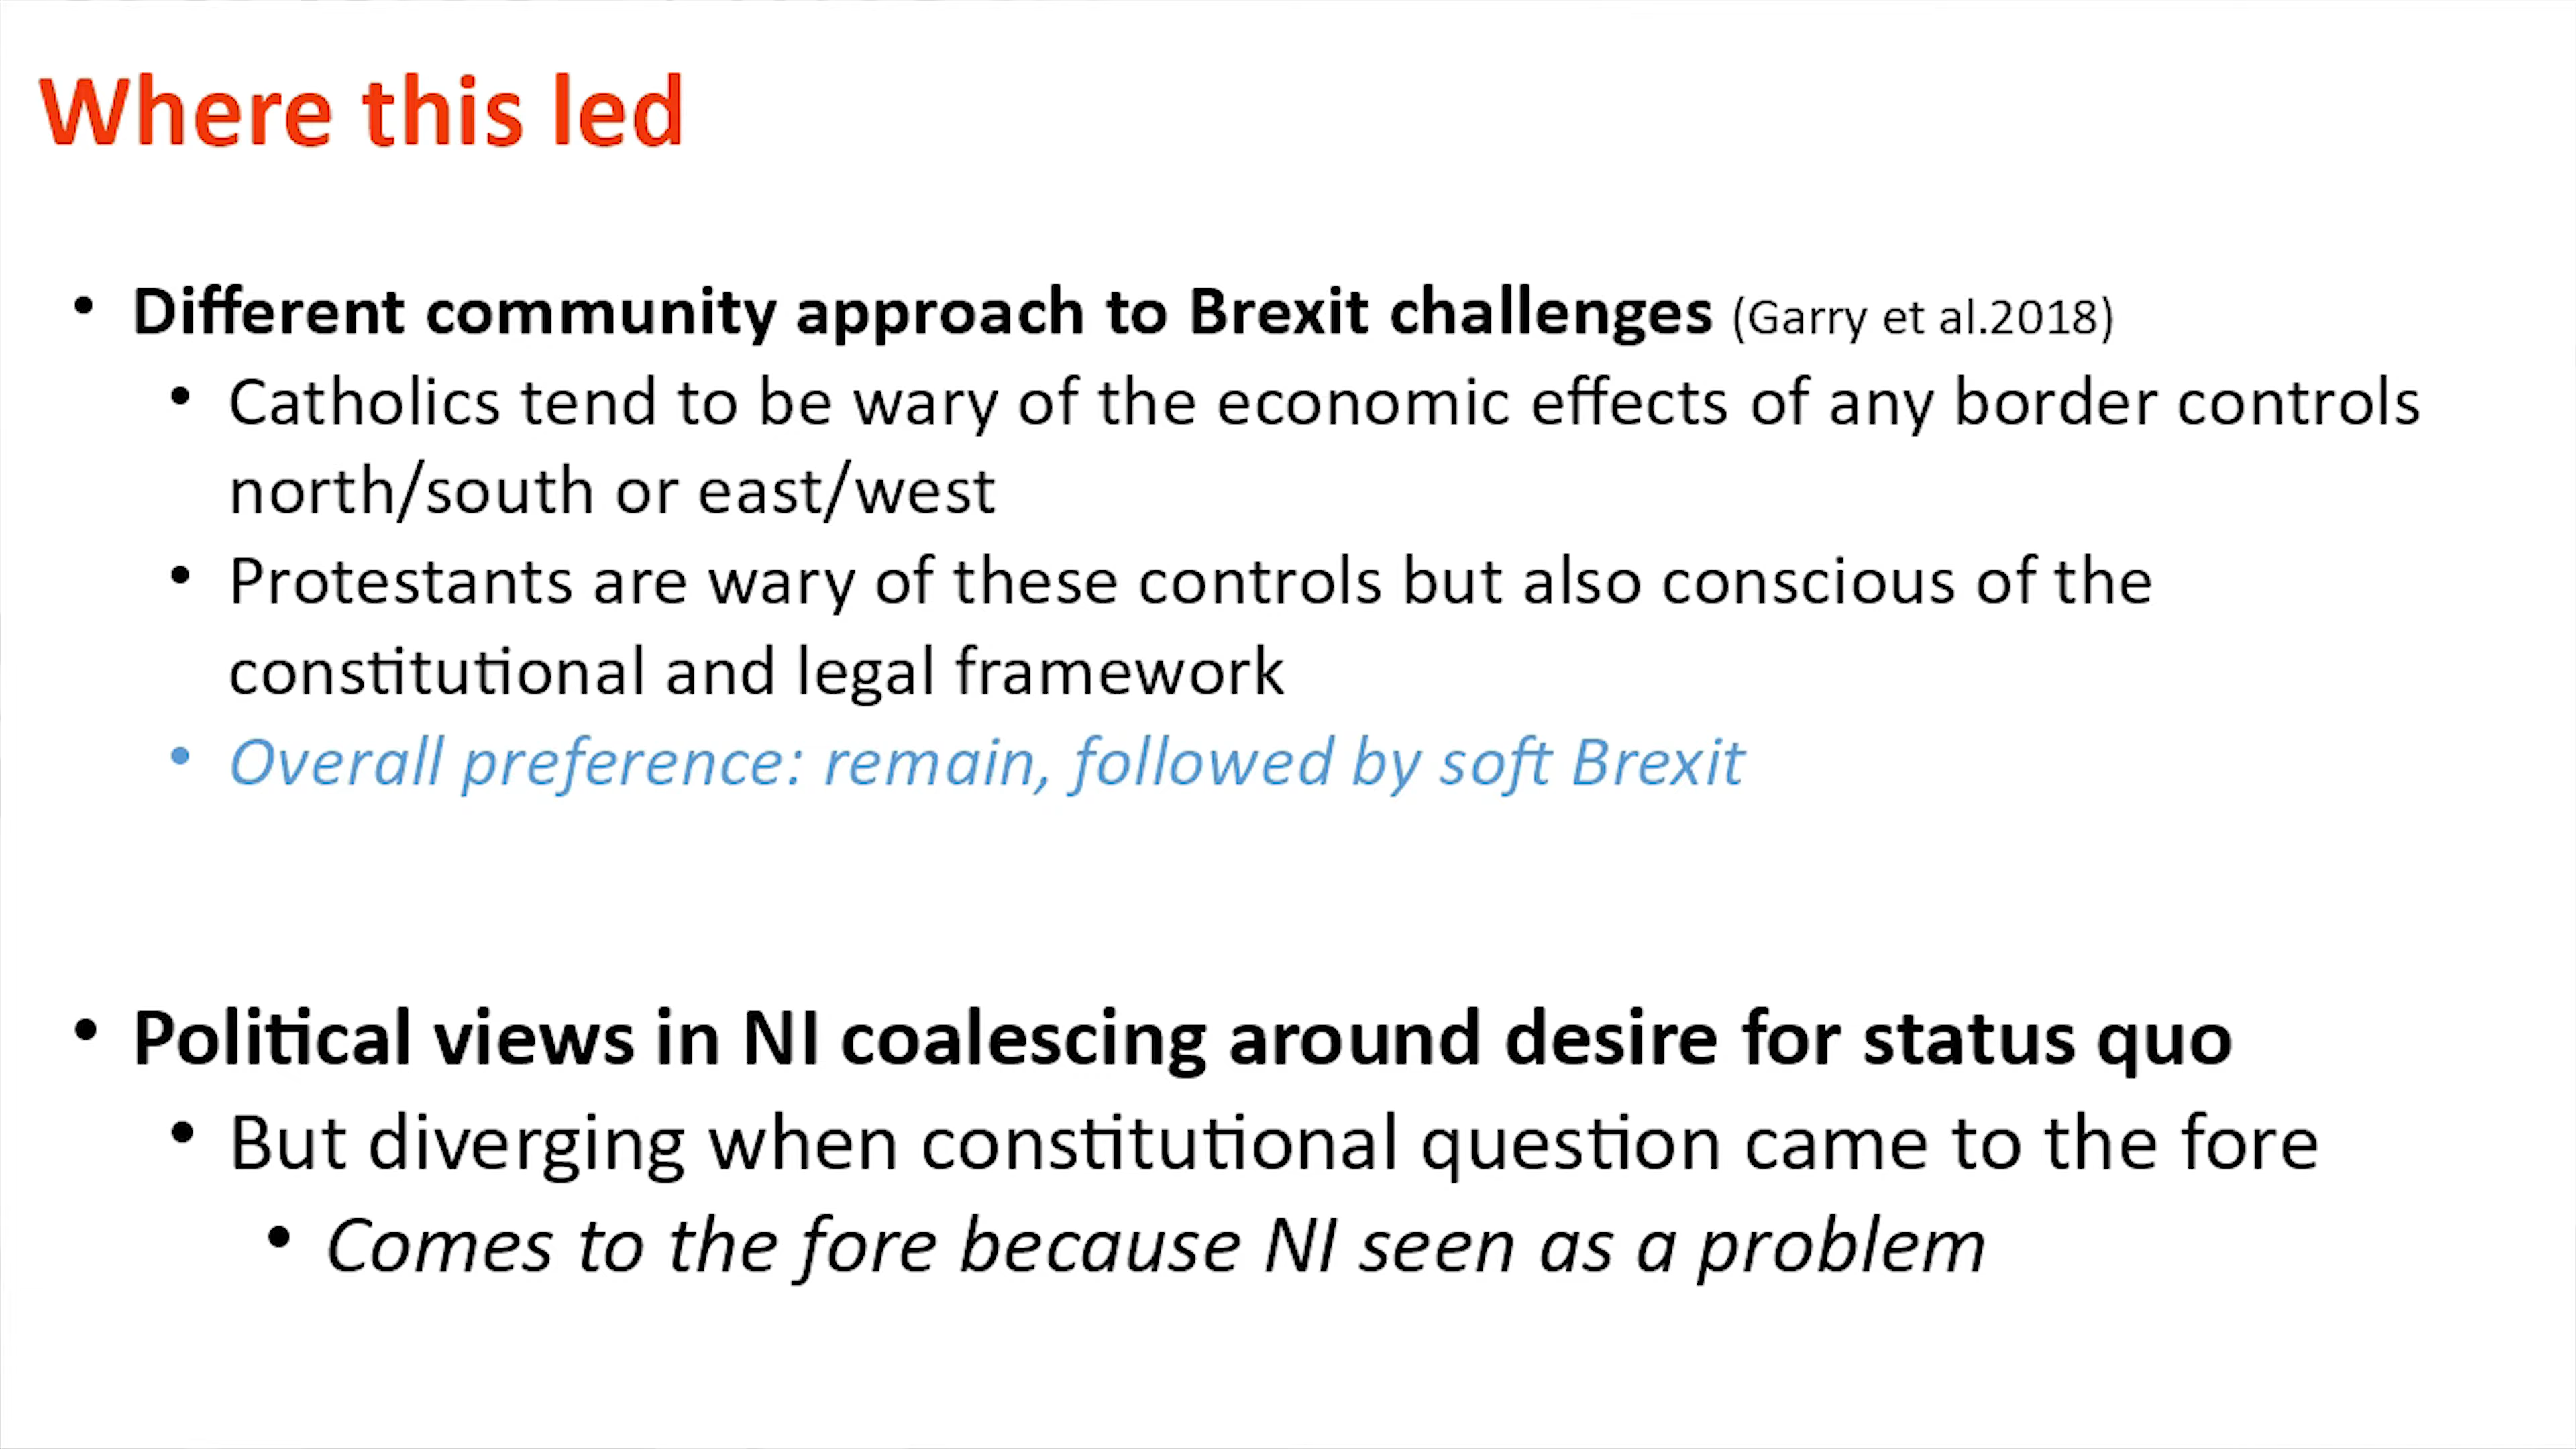 Where this led
• Different community approach to Brexit challenges (Garry et al.2018)
• Catholics tend to be wary of the economic effects of any border controls
north/south or east/west
• Protestants are wary of these controls but also conscious of the
constitutional and legal framework
• Overall preference: remain, followed by soft Brexit
• Political views in NI coalescing around desire for status quo
• But diverging when constitutional question came to the fore
• Comes to the fore because NI seen as a problem